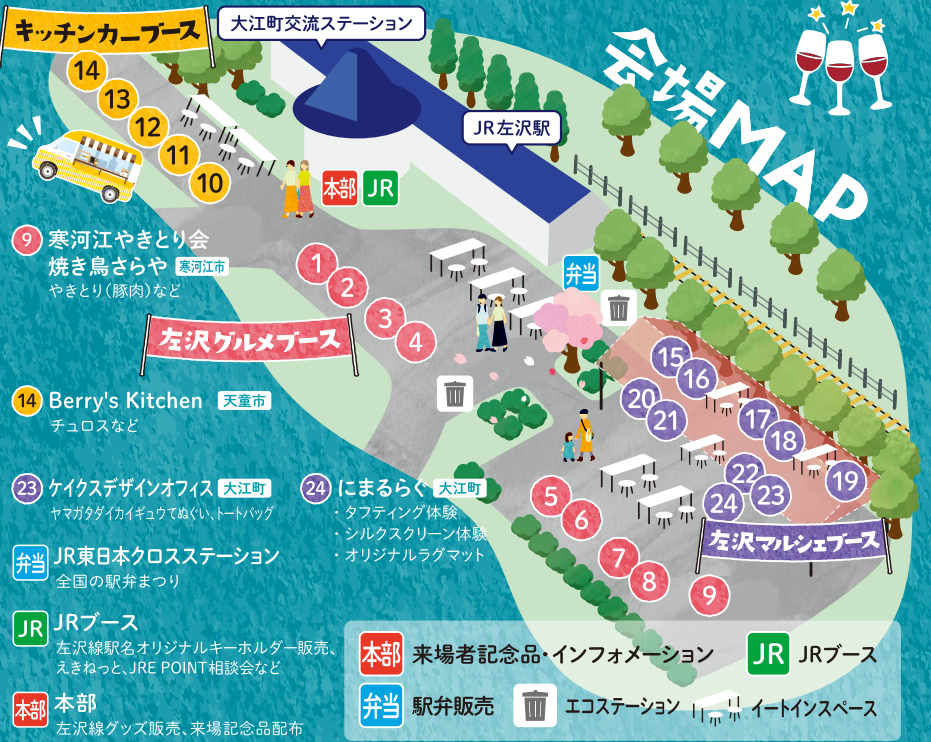 キッチンカーブース
大江町交流ステーション
会場MAP
JR左沢駅
14
13
12
11
10
本部
JR
9 寒河江やきとり会
焼き鳥さらや 寒河江市
やきとり(豚肉)など
1
2
3
4
弁当
左沢グルメブース
15
16
17
18
19
20
21
22
23
24
14 Berry's Kitchen 天童市
チュロスなど
23 ケイクスデザインオフィス 大江町
ヤマガタダイカイギュウてぬぐい、トートバッグ
24 にまるらぐ 大江町
・タフティング体験
・シルクスクリーン体験
・オリジナルラグマット
5
6
7
8
9
左沢マルシェブース
弁当 JR東日本クロスステーション
全国の駅弁まつり
JR JRブース
左沢線駅名オリジナルキーホルダー販売、
えきねっと、JRE POINT相談会など
本部 本部
左沢線グッズ販売、来場記念品配布
本部 来場者記念品・インフォメーション
JR JRブース
弁当 駅弁販売
エコステーション
イートインスペース